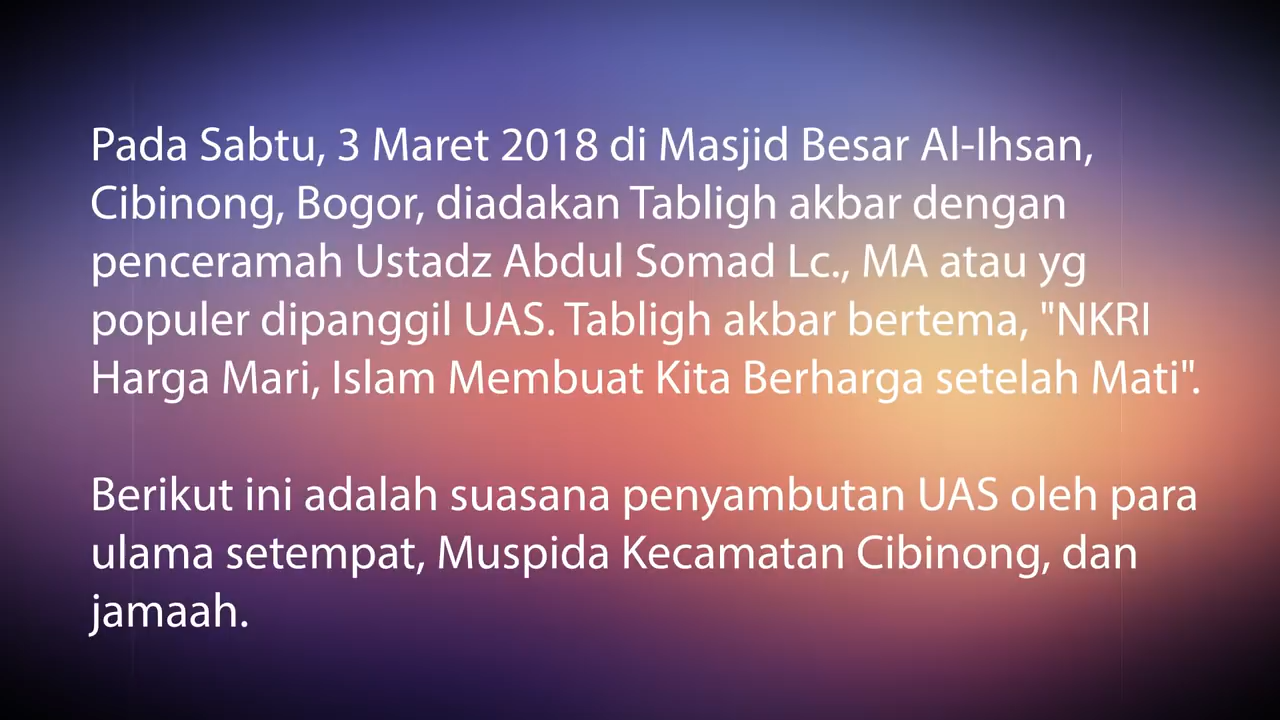 Pada Sabtu, 3 Maret 2018 di Masjid Besar Al-Ihsan,
Cibinong, Bogor, diadakan Tabligh akbar dengan
penceramah Ustadz Abdul Somad Lc., MA atau yg
populer dipanggil UAS. Tabligh akbar bertema, "NKRI
Harga Mari, Islam Membuat Kita Berharga setelah Mati".
Berikut ini adalah suasana penyambutan UAS oleh para
ulama setempat, Muspida Kecamatan Cibinong, dan
jamaah.